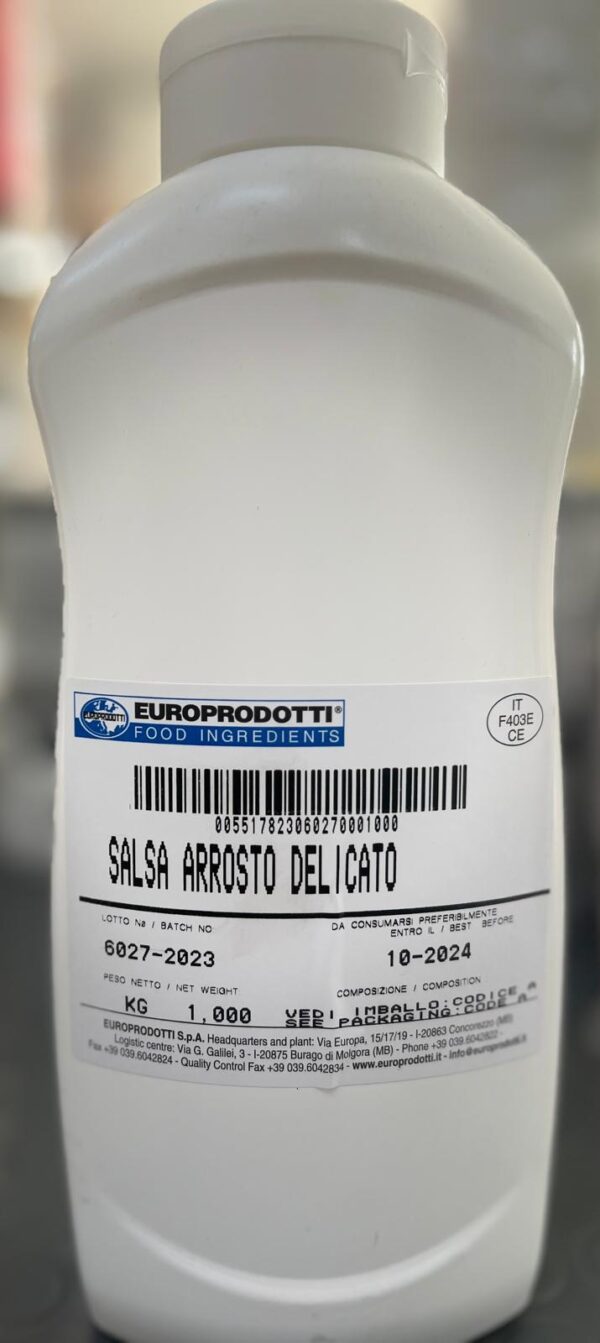 EUROPRODOTTI®
FOOD INGREDIENTS
EUROPRODOTTI
IT
F403E
CE
005517823060270001000
SALSA ARROSTO DELICATO
LOTTO Nø / BATCH NO
6027-2023
DA CONSUMARSI PREFERIBILMENTE
ENTRO IL / BEST BEFORE
10-2024
PESO NETTO / NET WEIGHT
KG 1,000
COMPOSIZIONE / COMPOSITION
VEDI IMBALLO:CODICE A
SEE PACKAGING:CODE A
EUROPRODOTTI S.p.A. Headquarters and plant: Via Europa, 15/17/19 - I-20863 Concorezzo (MB)
Logistic centre: Via G. Galilei, 3 - I-20875 Burago di Molgora (MB) - Phone +39 039.6042822 -
Fax +39 039.6042824 - Quality Control Fax +39 039.6042834 - www.europrodotti.it - info@europrodotti.it